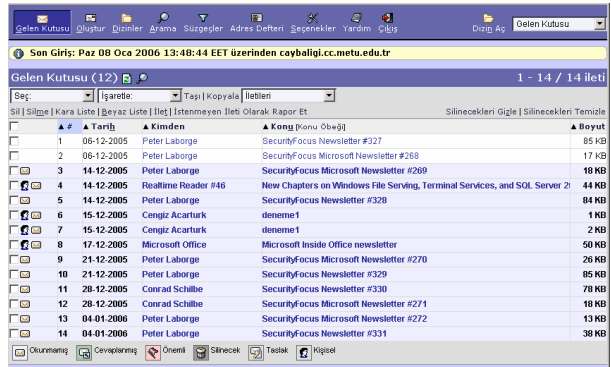 Gelen Kutusu Oluştur Dizinler Arama Süzgeçler Adres Defteri Seçenekler Yardım Çıkış Dizin Aç Gelen Kutusu
Son Giriş: Paz 08 Oca 2006 13:48:44 EET üzerinden caybaligi.cc.metu.edu.tr
Gelen Kutusu (12) 1 - 14 / 14 ileti
Seç: İşaretle: Taşı | Kopyala İletileri
Sil | Silme | Kara Liste | Beyaz Liste | İlet | İstenmeyen İleti Olarak Rapor Et Silinecekleri Gizle | Silinecekleri Temizle
# Tarih Kimden Konu [Konu Öbeği] Boyut
1 06-12-2005 Peter Laborge SecurityFocus Newsletter #327 85 KB
2 06-12-2005 Peter Laborge SecurityFocus Microsoft Newsletter #268 17 KB
3 14-12-2005 Peter Laborge SecurityFocus Microsoft Newsletter #269 18 KB
4 14-12-2005 Realtime Reader #46 New Chapters on Windows File Serving, Terminal Services, and SQL Server 2 44 KB
5 14-12-2005 Peter Laborge SecurityFocus Newsletter #328 84 KB
6 15-12-2005 Cengiz Acarturk deneme1 1 KB
7 15-12-2005 Cengiz Acarturk deneme1 2 KB
8 17-12-2005 Microsoft Office Microsoft Inside Office newsletter 50 KB
9 21-12-2005 Peter Laborge SecurityFocus Microsoft Newsletter #270 26 KB
10 21-12-2005 Peter Laborge SecurityFocus Newsletter #329 85 KB
11 28-12-2005 Conrad Schilbe SecurityFocus Newsletter #330 78 KB
12 28-12-2005 Conrad Schilbe SecurityFocus Microsoft Newsletter #271 18 KB
13 04-01-2006 Peter Laborge SecurityFocus Microsoft Newsletter #272 13 KB
14 04-01-2006 Peter Laborge SecurityFocus Newsletter #331 38 KB
Okunmamış Cevaplanmış Önemli Silinecek Taslak Kişisel